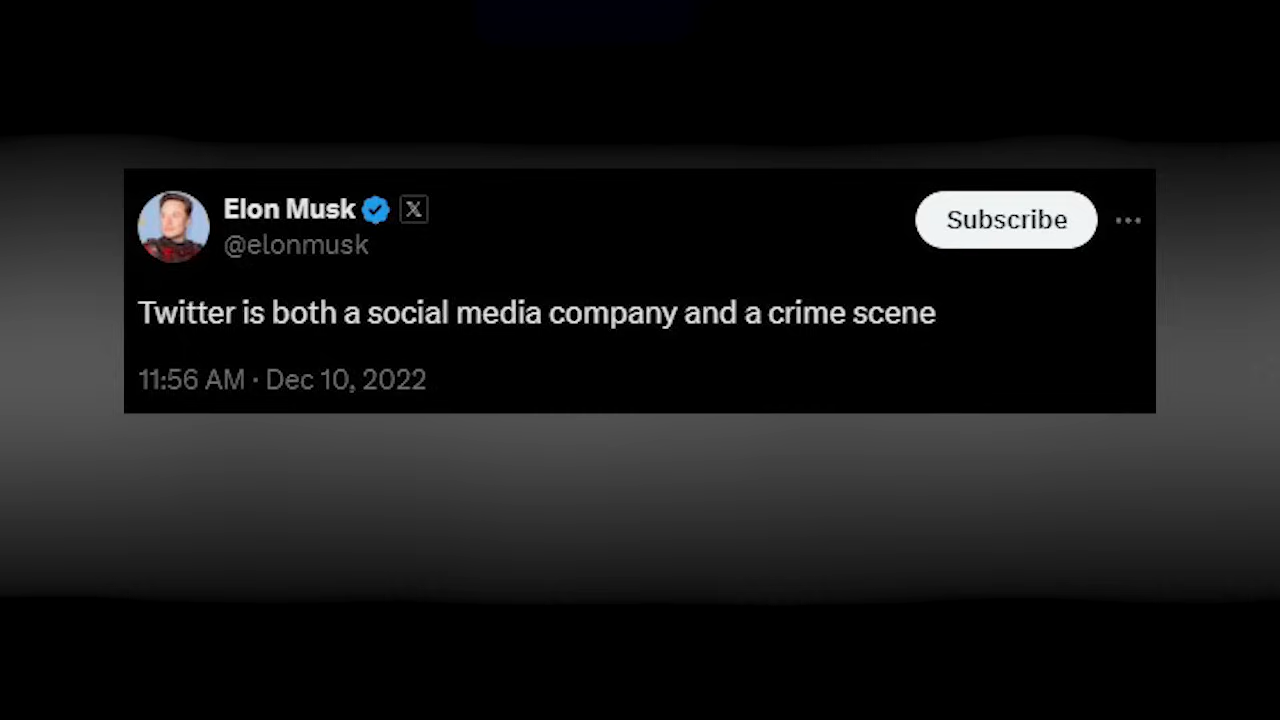 Elon Musk
Subscribe
@elonmusk
Twitter is both a social media company and a crime scene
11:56 AM · Dec 10, 2022